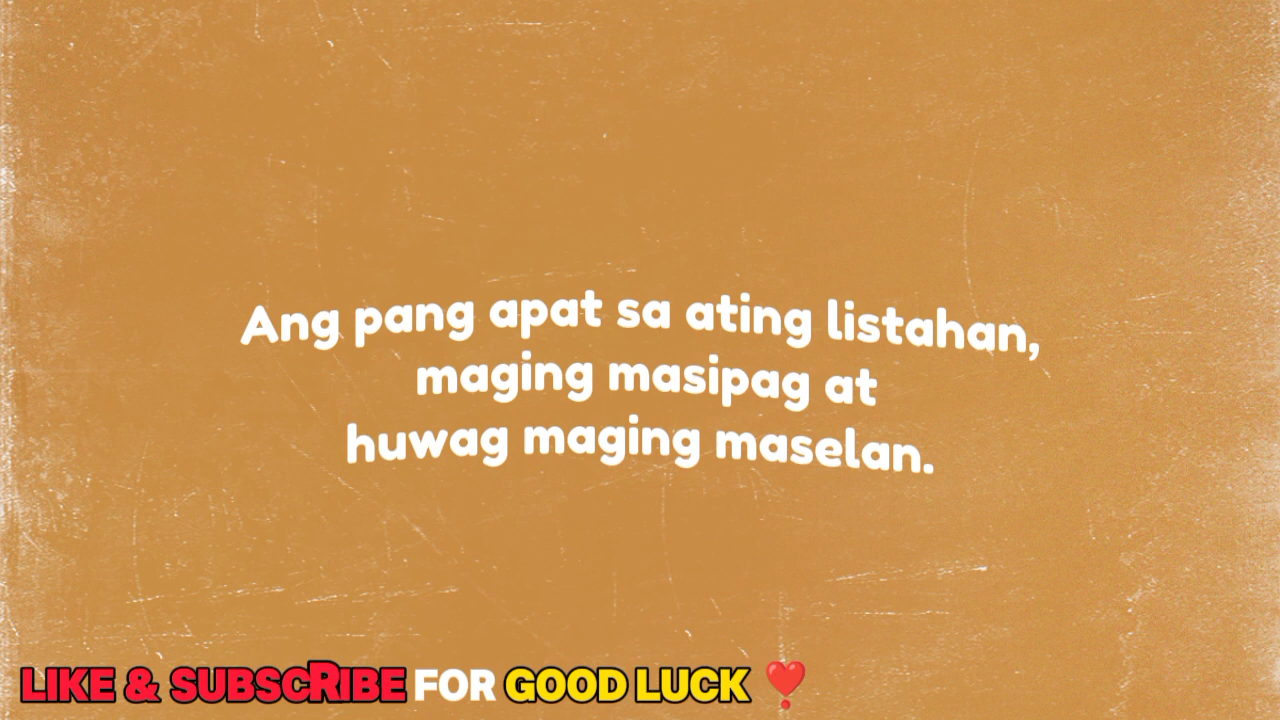 Ang pang apat sa ating listahan,
maging masipag at
huwag maging maselan.
LIKE & SUBSCRIBE FOR GOOD LUCK ❣️